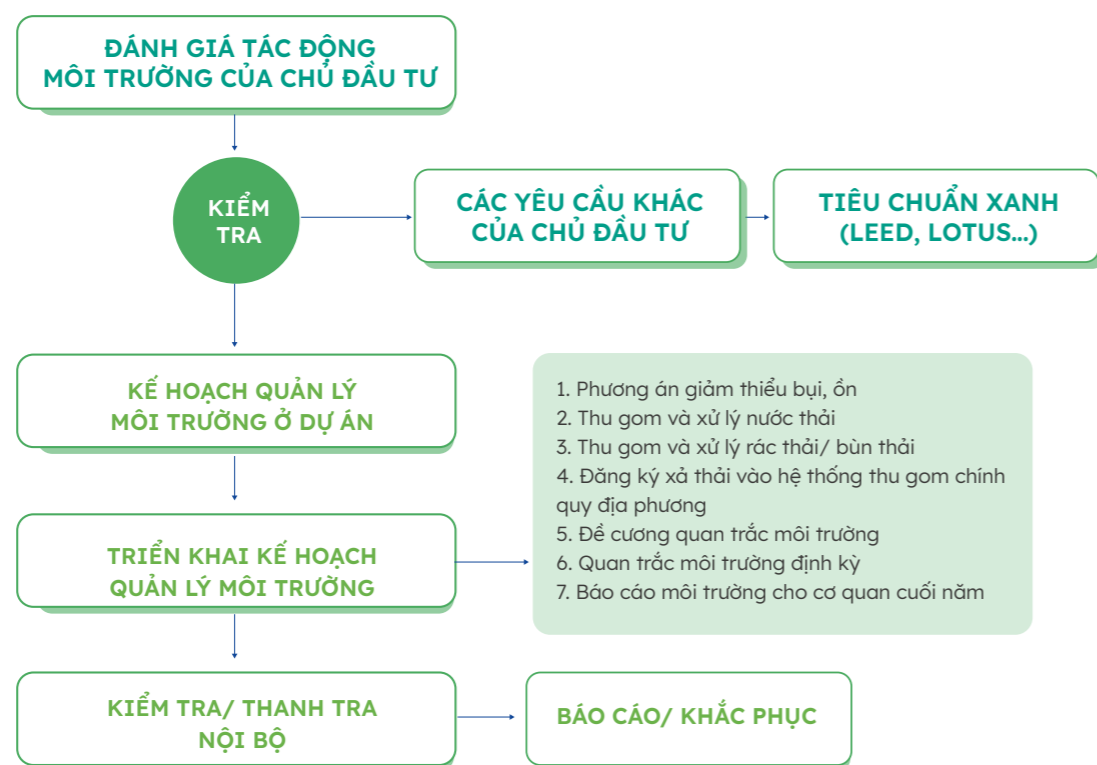 ĐÁNH GIÁ TÁC ĐỘNG
MÔI TRƯỜNG CỦA CHỦ ĐẦU TƯ
KIỂM
TRA
CÁC YÊU CẦU KHÁC
CỦA CHỦ ĐẦU TƯ
TIÊU CHUẨN XANH
(LEED, LOTUS...)
KẾ HOẠCH QUẢN LÝ
MÔI TRƯỜNG Ở DỰ ÁN
TRIỂN KHAI KẾ HOẠCH
QUẢN LÝ MÔI TRƯỜNG
1. Phương án giảm thiểu bụi, ồn
2. Thu gom và xử lý nước thải
3. Thu gom và xử lý rác thải/ bùn thải
4. Đăng ký xả thải vào hệ thống thu gom chính
quy địa phương
5. Đề cương quan trắc môi trường
6. Quan trắc môi trường định kỳ
7. Báo cáo môi trường cho cơ quan cuối năm
KIỂM TRA/ THANH TRA
NỘI BỘ
BÁO CÁO/ KHẮC PHỤC